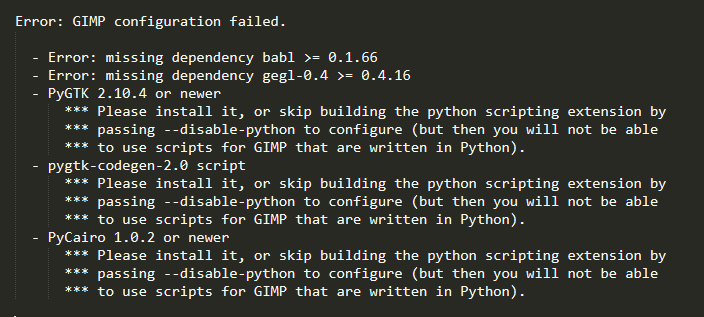 Error: GIMP configuration failed.
- Error: missing dependency babl >= 0.1.66
- Error: missing dependency gegl-0.4 >= 0.4.16
- PyGTK 2.10.4 or newer
*** Please install it, or skip building the python scripting extension by
*** passing --disable-python to configure (but then you will not be able
*** to use scripts for GIMP that are written in Python).
- pygtk-codegen-2.0 script
*** Please install it, or skip building the python scripting extension by
*** passing --disable-python to configure (but then you will not be able
*** to use scripts for GIMP that are written in Python).
- PyCairo 1.0.2 or newer
*** Please install it, or skip building the python scripting extension by
*** passing --disable-python to configure (but then you will not be able
*** to use scripts for GIMP that are written in Python).